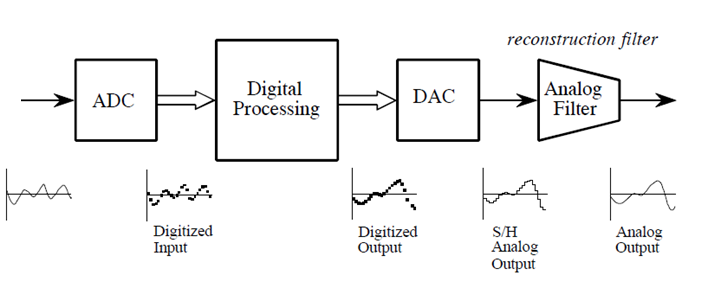 reconstruction filter
ADC
Digital
Processing
DAC
Analog
Filter
Digitized
Input
Digitized
Output
S/H
Analog
Output
Analog
Output